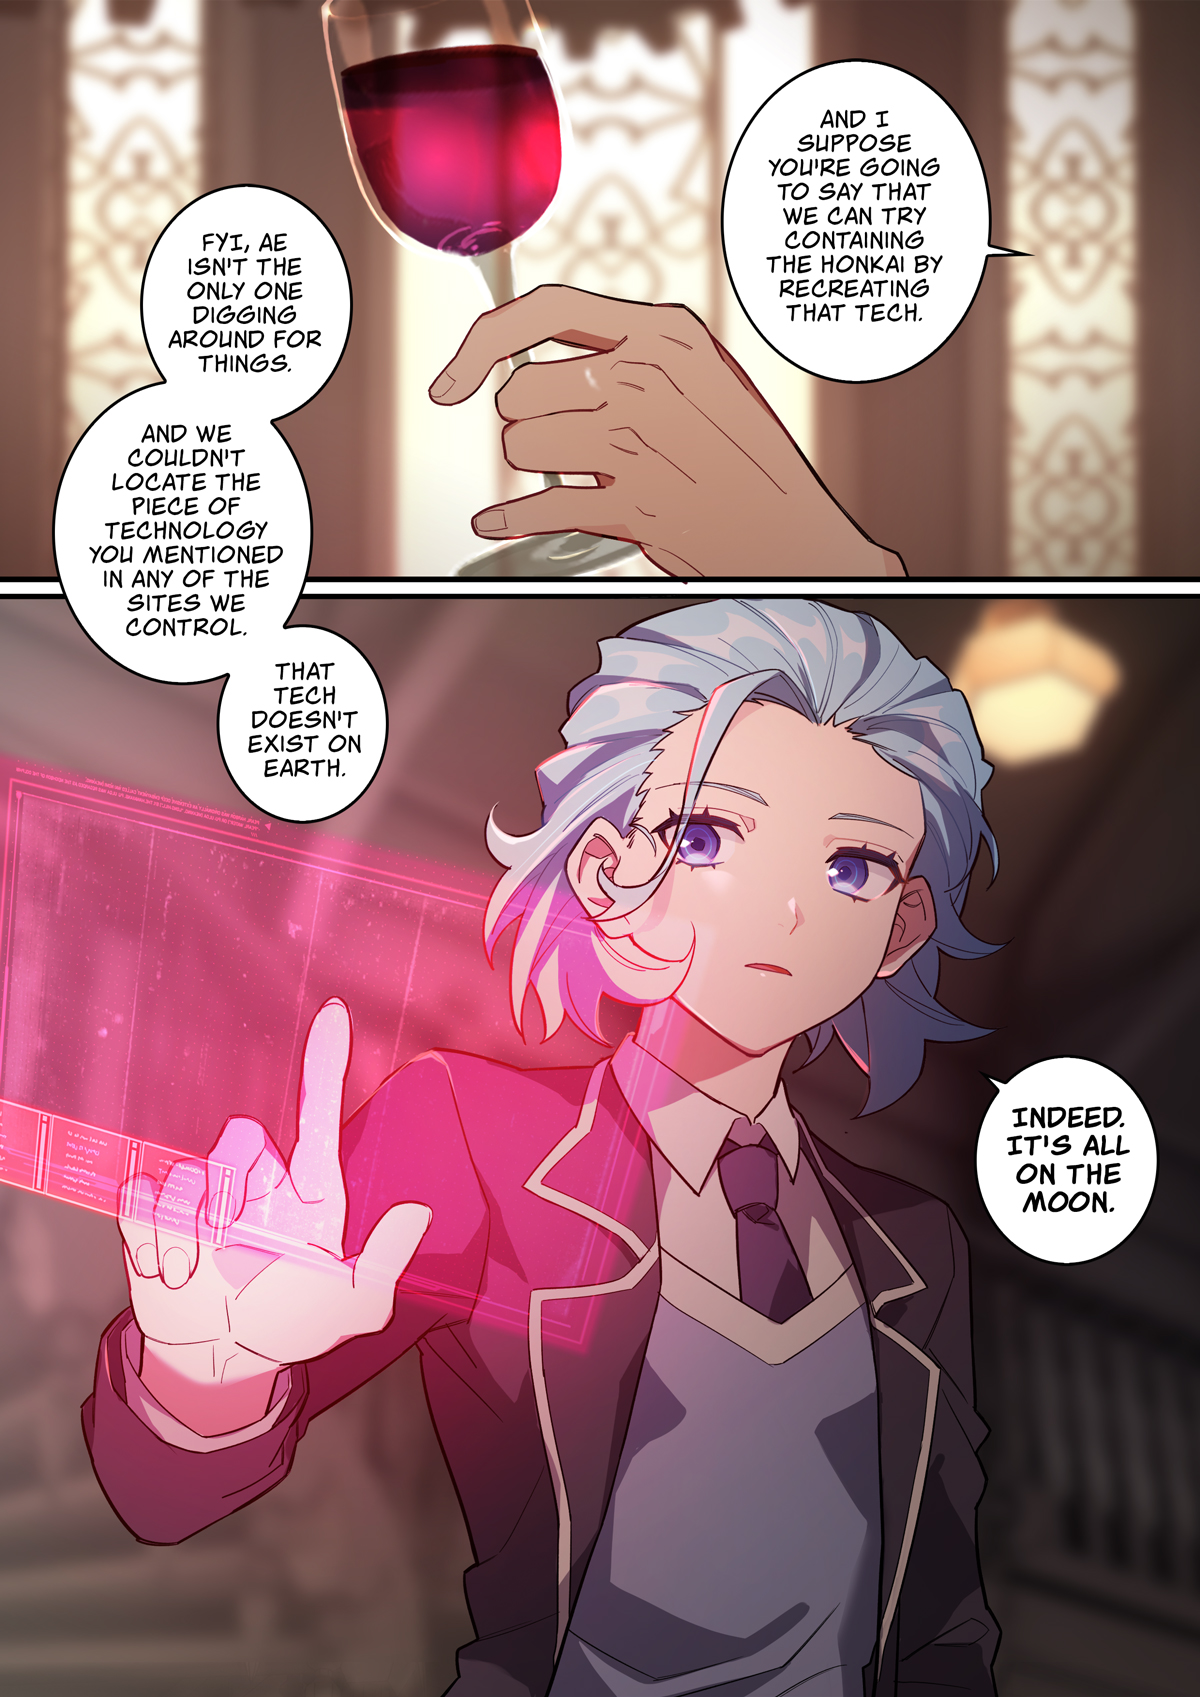 AND I
SUPPOSE
YOU'RE GOING
TO SAY THAT
WE CAN TRY
CONTAINING
THE HONKAI BY
RECREATING
THAT TECH.
FYI, AE
ISN'T THE
ONLY ONE
DIGGING
AROUND FOR
THINGS.
AND WE
COULDN'T
LOCATE THE
PIECE OF
TECHNOLOGY
YOU MENTIONED
IN ANY OF THE
SITES WE
CONTROL.
THAT
TECH
DOESN'T
EXIST ON
EARTH.
INDEED.
IT'S ALL
ON THE
MOON.